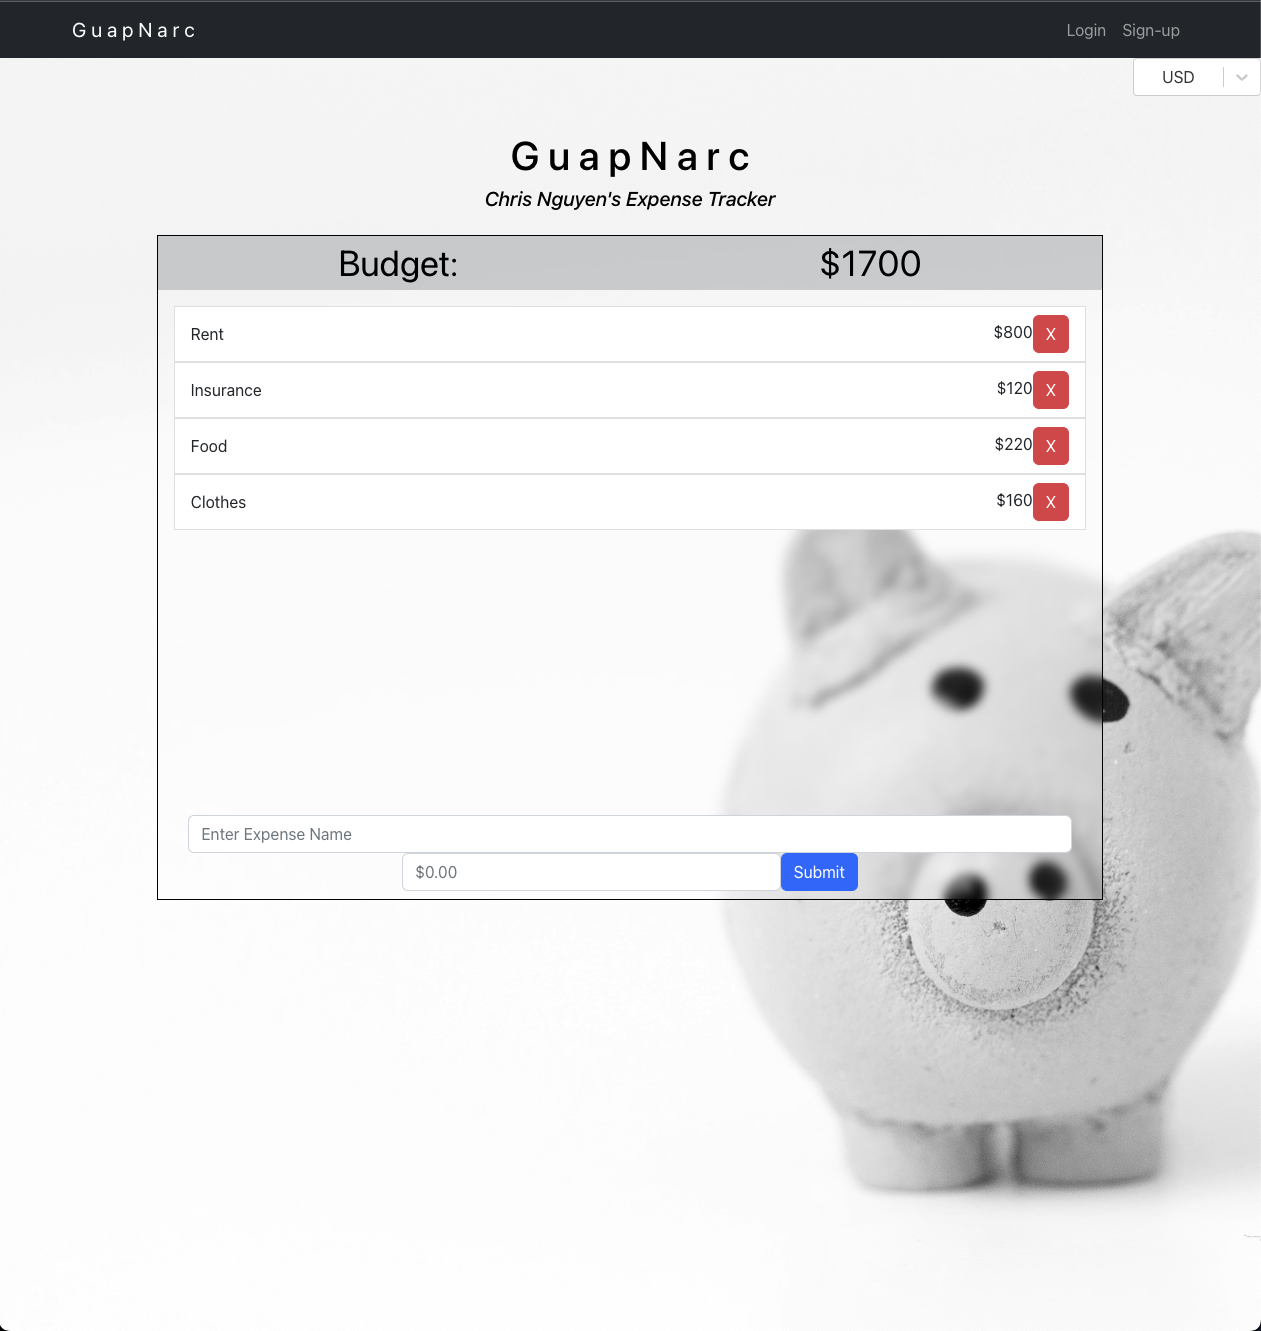 GuapNarc
Login Sign-up
USD
GuapNarc
Chris Nguyen's Expense Tracker
Budget: $1700
Rent $800 X
Insurance $120 X
Food $220 X
Clothes $160 X
Enter Expense Name
$0.00 Submit